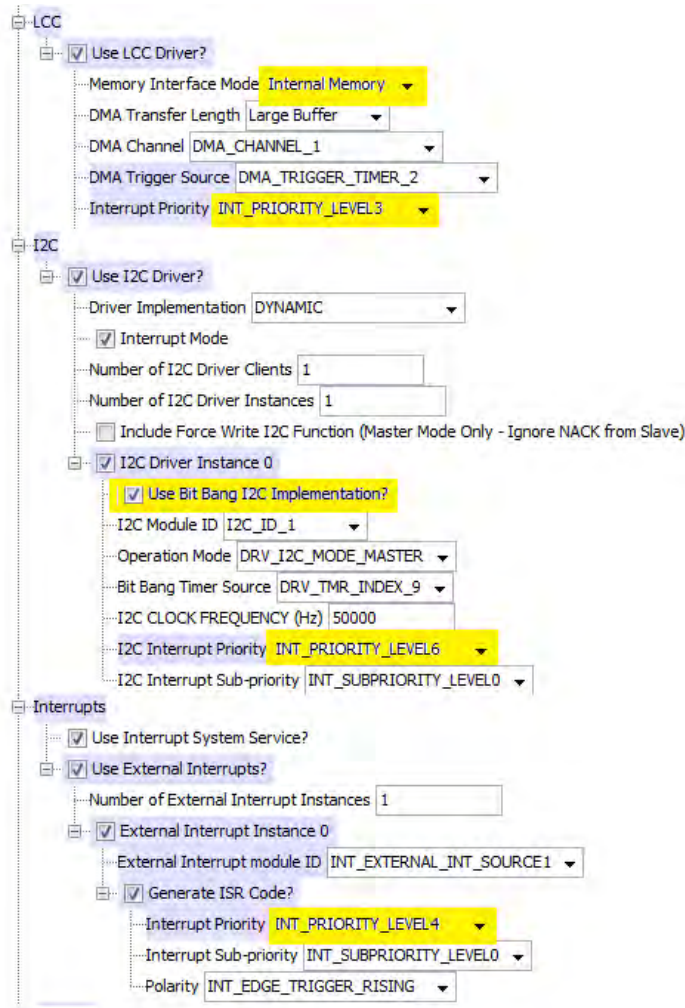 LCC
Use LCC Driver?
Memory Interface Mode Internal Memory
DMA Transfer Length Large Buffer
DMA Channel DMA_CHANNEL_1
DMA Trigger Source DMA_TRIGGER_TIMER_2
Interrupt Priority INT_PRIORITY_LEVEL3
I2C
Use I2C Driver?
Driver Implementation DYNAMIC
Interrupt Mode
Number of I2C Driver Clients 1
Number of I2C Driver Instances 1
Include Force Write I2C Function (Master Mode Only - Ignore NACK from Slave)
I2C Driver Instance 0
Use Bit Bang I2C Implementation?
I2C Module ID I2C_ID_1
Operation Mode DRV_I2C_MODE_MASTER
Bit Bang Timer Source DRV_TMR_INDEX_9
I2C CLOCK FREQUENCY (Hz) 50000
I2C Interrupt Priority INT_PRIORITY_LEVEL6
I2C Interrupt Sub-priority INT_SUBPRIORITY_LEVEL0
Interrupts
Use Interrupt System Service?
Use External Interrupts?
Number of External Interrupt Instances 1
External Interrupt Instance 0
External Interrupt module ID INT_EXTERNAL_INT_SOURCE1
Generate ISR Code?
Interrupt Priority INT_PRIORITY_LEVEL4
Interrupt Sub-priority INT_SUBPRIORITY_LEVEL0
Polarity INT_EDGE_TRIGGER_RISING